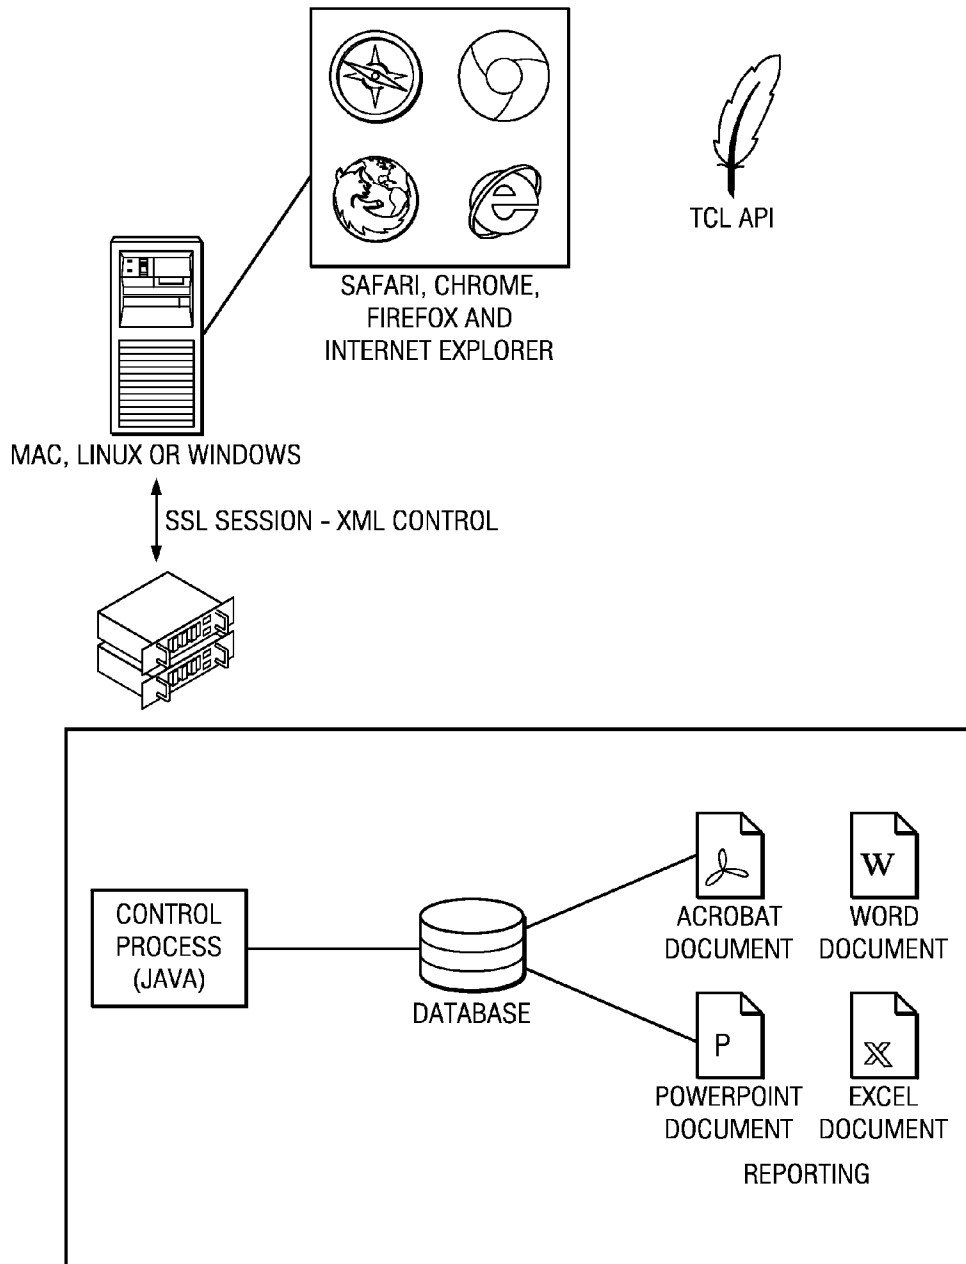 TCL API
SAFARI, CHROME,
FIREFOX AND
INTERNET EXPLORER
MAC, LINUX OR WINDOWS
SSL SESSION - XML CONTROL
CONTROL
PROCESS
(JAVA)
DATABASE
ACROBAT
DOCUMENT
W
WORD
DOCUMENT
P
POWERPOINT
DOCUMENT
X
EXCEL
DOCUMENT
REPORTING